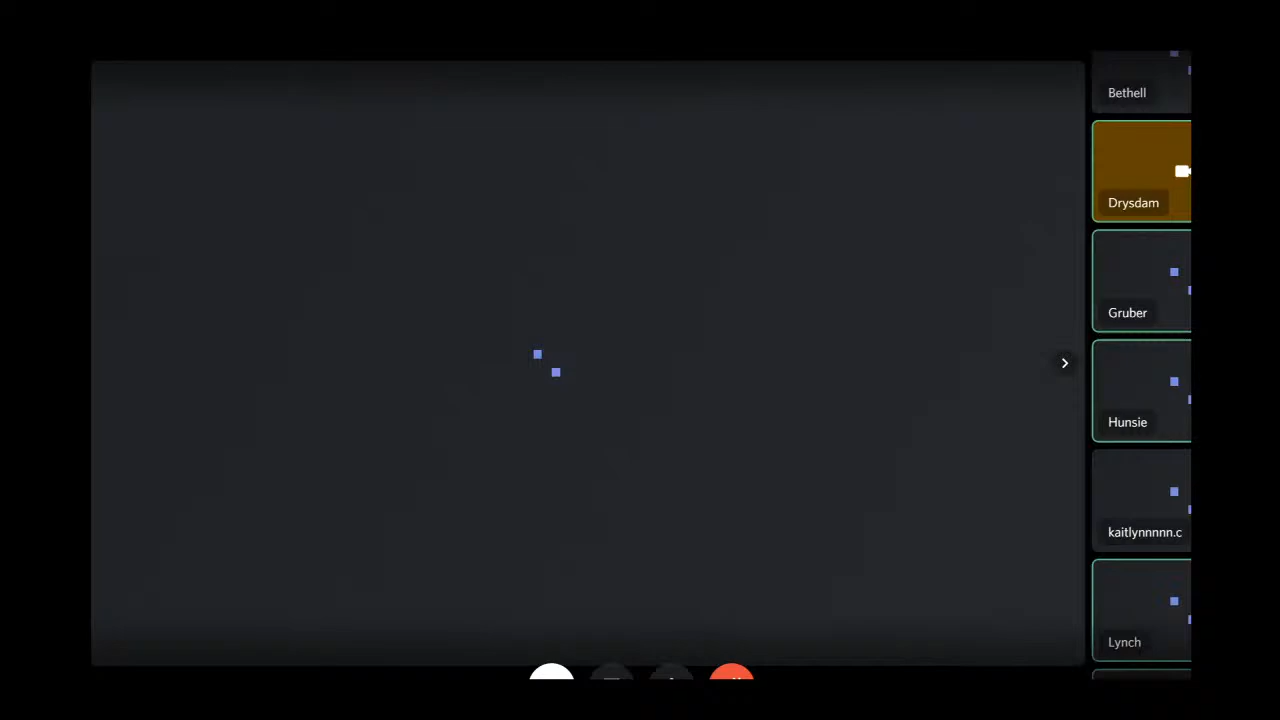 Bethell
Drysdam
Gruber
Hunsie
kaitlynnnnn.c
Lynch